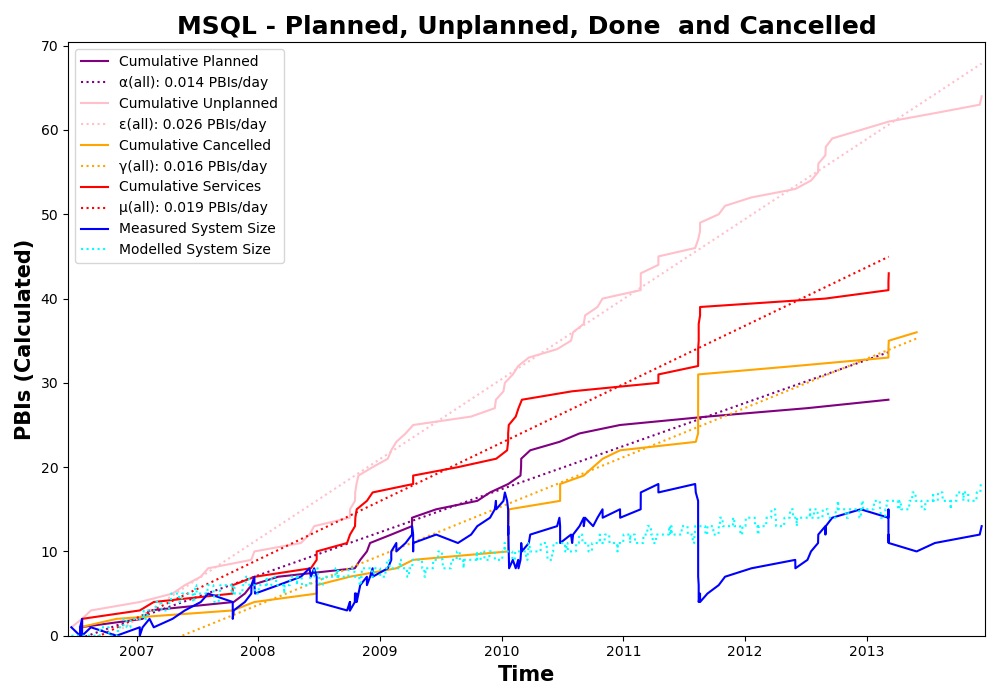 MSQL - Planned, Unplanned, Done  and Cancelled
PBIs (Calculated)
70
60
50
40
30
20
10
0
Cumulative Planned
α(all): 0.014 PBIs/day
Cumulative Unplanned
ε(all): 0.026 PBIs/day
Cumulative Cancelled
γ(all): 0.016 PBIs/day
Cumulative Services
μ(all): 0.019 PBIs/day
Measured System Size
Modelled System Size
2007 2008 2009 2010 2011 2012 2013
Time